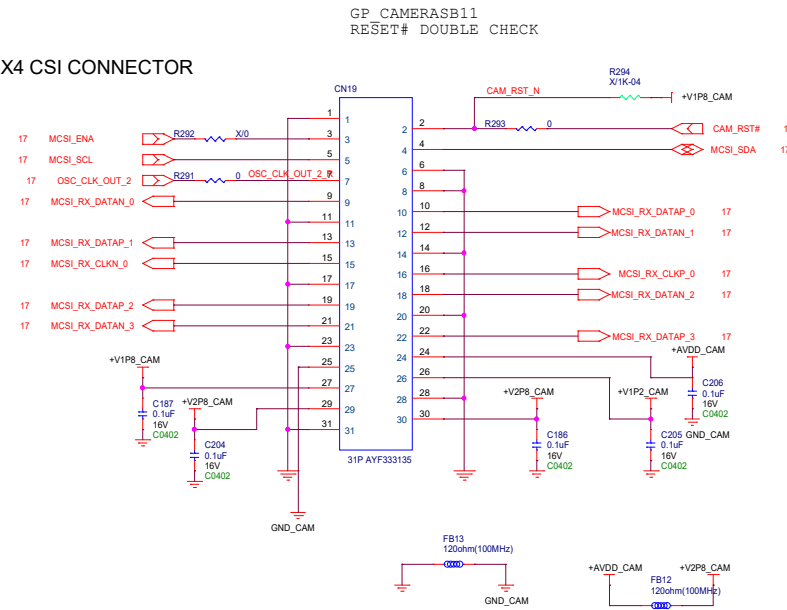 GP_CAMERASB11
RESET# DOUBLE CHECK
X4 CSI CONNECTOR
CN19
R294
X/1K-04
CAM_RST_N
+V1P8_CAM
1 1
2 2 R293 0 CAM_RST# 1
17 MCSI_ENA R292 X/0 3 3
4 4 MCSI_SDA 17
17 MCSI_SCL 5 5
6 6
17 OSC_CLK_OUT_2 R291 0 OSC_CLK_OUT_2_R 7 7
8 8
17 MCSI_RX_DATAN_0 9 9
10 10 MCSI_RX_DATAP_0 17
11 11
12 12 MCSI_RX_DATAN_1 17
17 MCSI_RX_DATAP_1 13 13
14 14
17 MCSI_RX_CLKN_0 15 15
16 16 MCSI_RX_CLKP_0 17
17 17
18 18 MCSI_RX_DATAN_2 17
17 MCSI_RX_DATAP_2 19 19
20 20
17 MCSI_RX_DATAN_3 21 21
22 22 MCSI_RX_DATAP_3 17
23 23
24 24 +AVDD_CAM
+V1P8_CAM 25 25
26 26
27 27
28 28
29 29
30 30
31 31
C187
0.1uF
16V
C0402
+V2P8_CAM
C204
0.1uF
16V
C0402
+V2P8_CAM
C186
0.1uF
16V
C0402
+V1P2_CAM
C205
0.1uF
16V
C0402
C206
0.1uF
16V
C0402
GND_CAM
31P AYF333135
GND_CAM
FB13
120ohm(100MHz)
GND_CAM
+AVDD_CAM +V2P8_CAM
FB12
120ohm(100MHz)